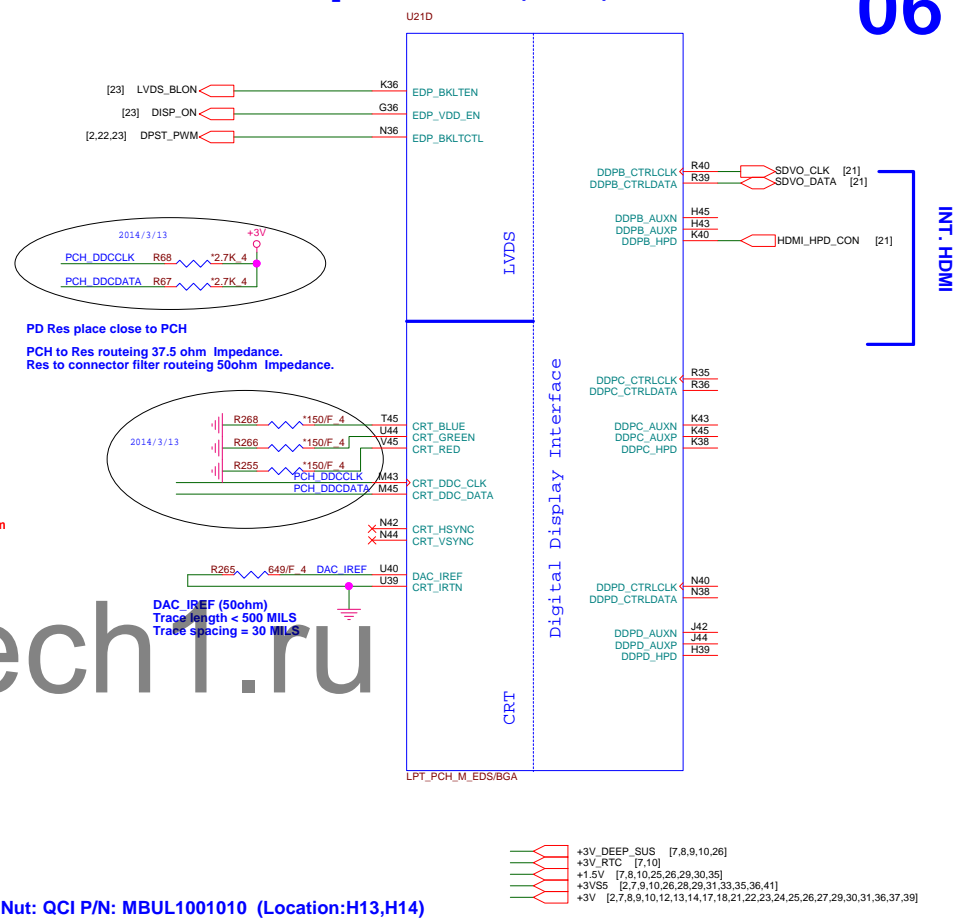 06
U21D
[23] LVDS_BLON K36 EDP_BKLTEN
[23] DISP_ON G36 EDP_VDD_EN
[2,22,23] DPST_PWM N36 EDP_BKLTCTL
DDPB_CTRLCLK R40 SDVO_CLK [21]
DDPB_CTRLDATA R39 SDVO_DATA [21]
DDPB_AUXN H45
DDPB_AUXP H43
DDPB_HPD K40 HDMI_HPD_CON [21]
INT. HDMI
LVDS
2014/3/13 +3V
PCH_DDCCLK R68 *2.7K_4
PCH_DDCDATA R67 *2.7K_4
PD Res place close to PCH
PCH to Res routeing 37.5 ohm Impedance.
Res to connector filter routeing 50ohm Impedance.
Digital Display Interface
DDPC_CTRLCLK R35
DDPC_CTRLDATA R36
DDPC_AUXN K43
DDPC_AUXP K45
DDPC_HPD K38
2014/3/13
R268 *150/F_4 T45 CRT_BLUE
R266 *150/F_4 U44 CRT_GREEN
R255 *150/F_4 V45 CRT_RED
PCH_DDCCLK M43 CRT_DDC_CLK
PCH_DDCDATA M45 CRT_DDC_DATA
N42 CRT_HSYNC
N44 CRT_VSYNC
R265 649/F_4 DAC_IREF U40 DAC_IREF
U39 CRT_IRTN
DAC_IREF (50ohm)
Trace length < 500 MILS
Trace spacing = 30 MILS
DDPD_CTRLCLK N40
DDPD_CTRLDATA N38
DDPD_AUXN J42
DDPD_AUXP J44
DDPD_HPD H39
ech1.ru
CRT
LPT_PCH_M_EDS/BGA
+3V_DEEP_SUS [7,8,9,10,26]
+3V_RTC [7,10]
+1.5V [7,8,10,25,26,29,30,35]
+3VS5 [2,7,9,10,26,28,29,31,33,35,36,41]
+3V [2,7,8,9,10,12,13,14,17,18,21,22,23,24,25,26,27,29,30,31,36,37,39]
Nut: QCI P/N: MBUL1001010 (Location:H13,H14)